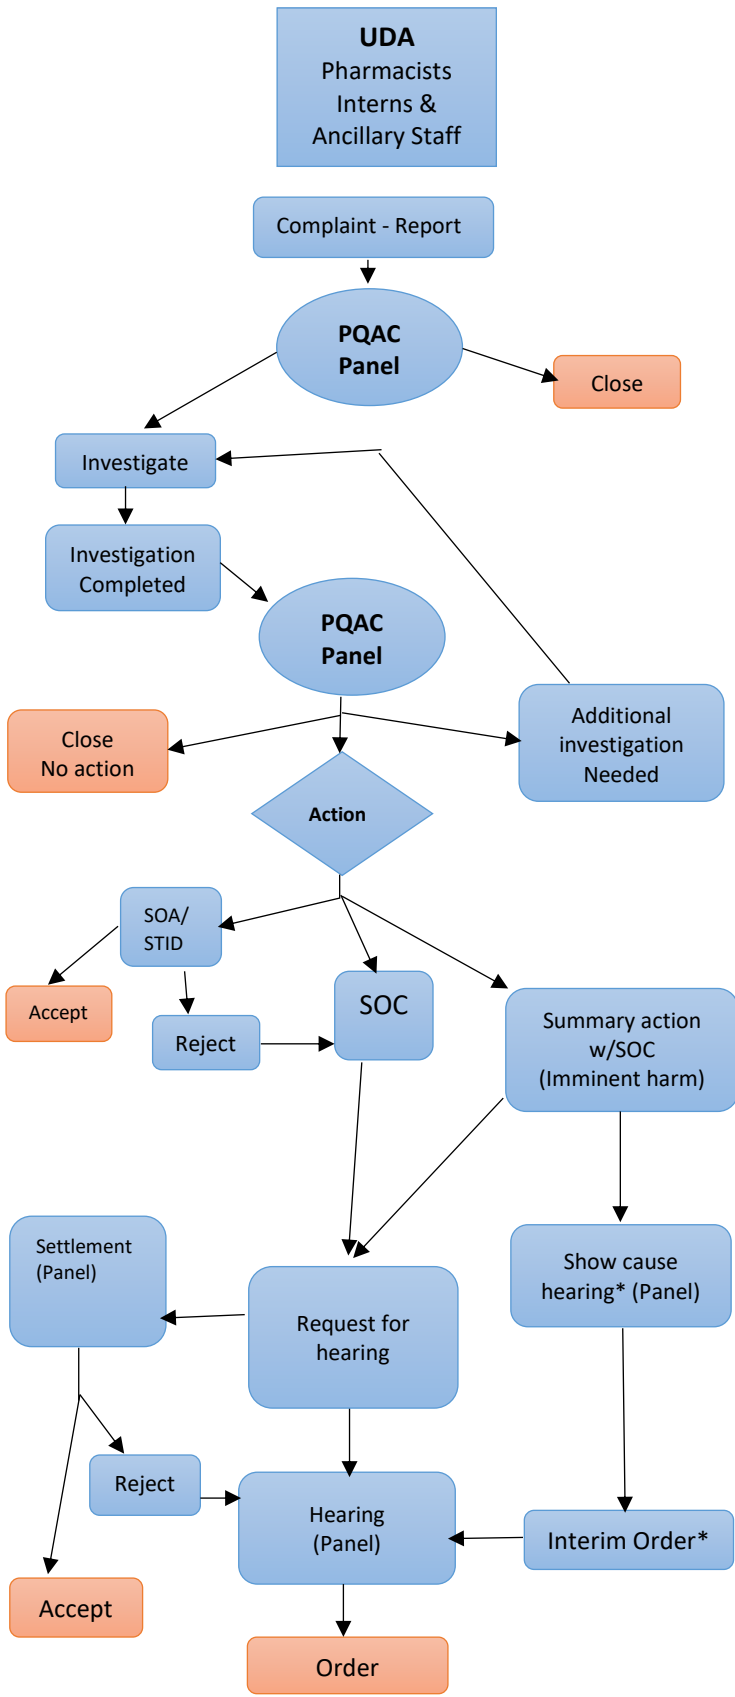 UDA
Pharmacists
Interns &
Ancillary Staff
Complaint - Report
PQAC
Panel
Close
Investigate
Investigation
Completed
PQAC
Panel
Close
No action
Additional
investigation
Needed
Action
SOA/
STID
Accept
Reject
SOC
Summary action
w/SOC
(Imminent harm)
Settlement
(Panel)
Request for
hearing
Show cause
hearing* (Panel)
Reject
Hearing
(Panel)
Interim Order*
Accept
Order